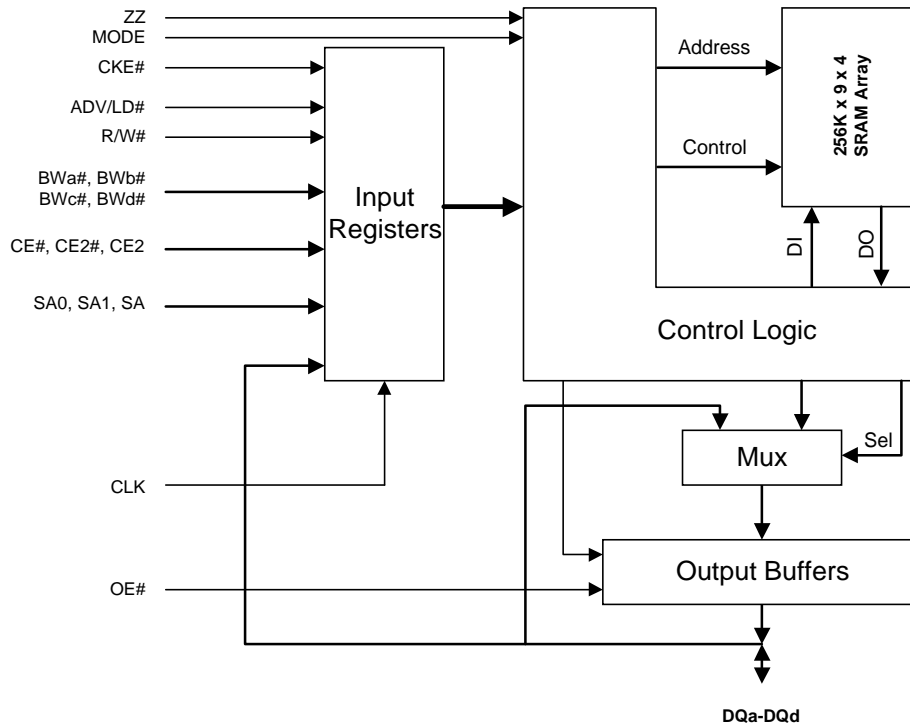 ZZ
MODE
CKE#
ADV/LD#
R/W#
BWa#, BWb#
BWc#, BWd#
CE#, CE2#, CE2
SA0, SA1, SA
CLK
OE#
Input
Registers
Address
Control
256K x 9 x 4
SRAM Array
DI
DO
Control Logic
Sel
Mux
Output Buffers
DQa-DQd